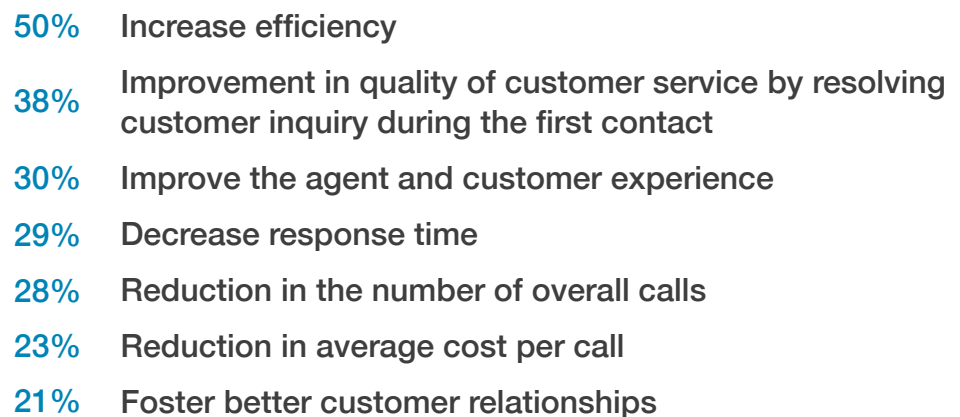 50% Increase efficiency
38% Improvement in quality of customer service by resolving
customer inquiry during the first contact
30% Improve the agent and customer experience
29% Decrease response time
28% Reduction in the number of overall calls
23% Reduction in average cost per call
21% Foster better customer relationships